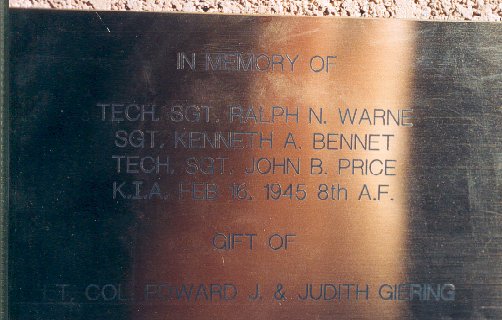 IN MEMORY OF
TECH. SGT. RALPH N. WARNE
SGT. KENNETH A. BENNET
TECH. SGT. JOHN B. PRICE
K.I.A. FEB 16, 1945 8th A.F.
GIFT OF
LT. COL. EDWARD J. & JUDITH GIERING